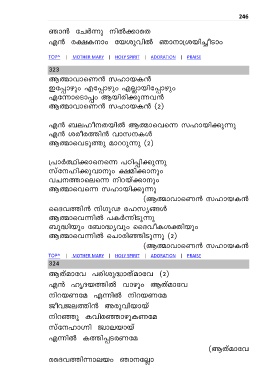 246
ഞാൻ ചേർന്നു നിൽക്കാതെ
എൻ രക്ഷകനാം യേശുവിൽ ഞാനാശ്രയിച്ചീടാം
TOP^ | MOTHER MARY | HOLY SPIRIT | ADORATION | PRAISE
323
ആത്മാവാണെൻ സഹായകൻ
ഇപ്പോഴും എപ്പോഴും എല്ലായിപ്പോഴും
എന്നോടൊപ്പം ആയിരിക്കുന്നവൻ
ആത്മാവാണെൻ സഹായകൻ (2)
എൻ ബലഹീനതയിൽ ആത്മാവെന്നെ സഹായിക്കുന്നു
എൻ ശരീരത്തിൻ വാസനകൾ
ആത്മാവെടുത്തു മാറ്റുന്നു (2)
പ്രാർത്ഥിക്കാനെന്നെ പഠിപ്പിക്കുന്നു
സ്നേഹിക്കുവാനും ക്ഷമിക്കാനും
വചനത്താലെന്നെ നിറയ്ക്കാനും
ആത്മാവെന്നെ സഹായിക്കുന്നു
(ആത്മാവാണെൻ സഹായകൻ
ദൈവത്തിൻ നിഗൂഢ രഹസ്യങ്ങൾ
ആത്മാവെന്നിൽ പകർന്നിടുന്നു
ബുദ്ധിയും ബോദ്ധ്യവും ദൈവീകശക്തിയും
ആത്മാവെന്നിൽ ചൊരിഞ്ഞിടുന്നു (2)
(ആത്മാവാണെൻ സഹായകൻ
TOP^ | MOTHER MARY | HOLY SPIRIT | ADORATION | PRAISE
324
ആത്മാവേ പരിശുദ്ധാത്മാവേ (2)
എൻ ഹൃദയത്തിൽ വാഴും ആത്മാവേ
നിറയണമേ എന്നിൽ നിറയണമേ
ജീവജലത്തിൻ അരുവിയായ്
നിറഞ്ഞു കവിഞ്ഞൊഴുകണമേ
സ്നേഹാഗ്നി ജ്വാലയായ്
എന്നിൽ കത്തിപ്പടരണമേ
(ആത്മാവേ
ദൈവത്തിന്നാലയം ഞാനല്ലോ